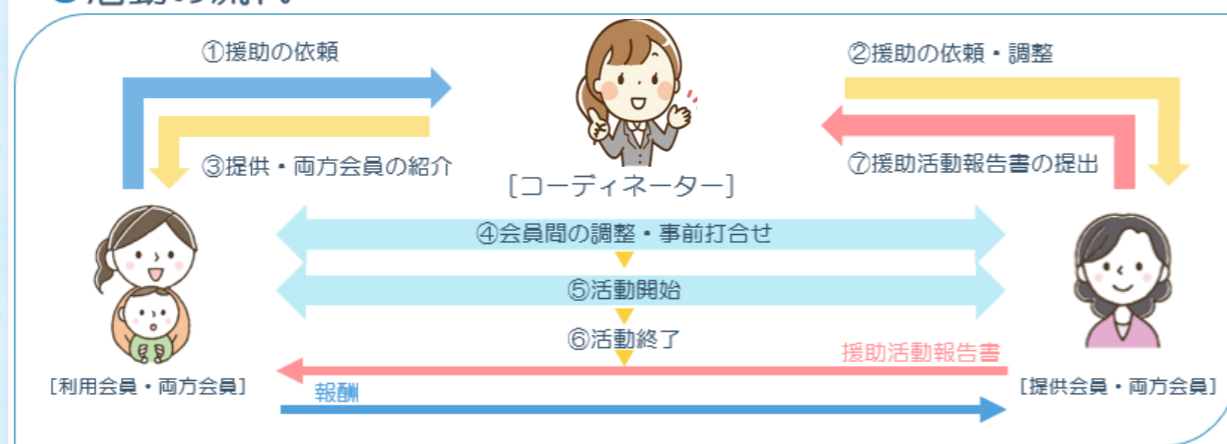 ①援助の依頼
②援助の依頼・調整
③提供・両方会員の紹介
⑦援助活動報告書の提出
[コーディネーター]
④会員間の調整・事前打合せ
⑤活動開始
⑥活動終了
援助活動報告書
[利用会員・両方会員]
報酬
[提供会員・両方会員]